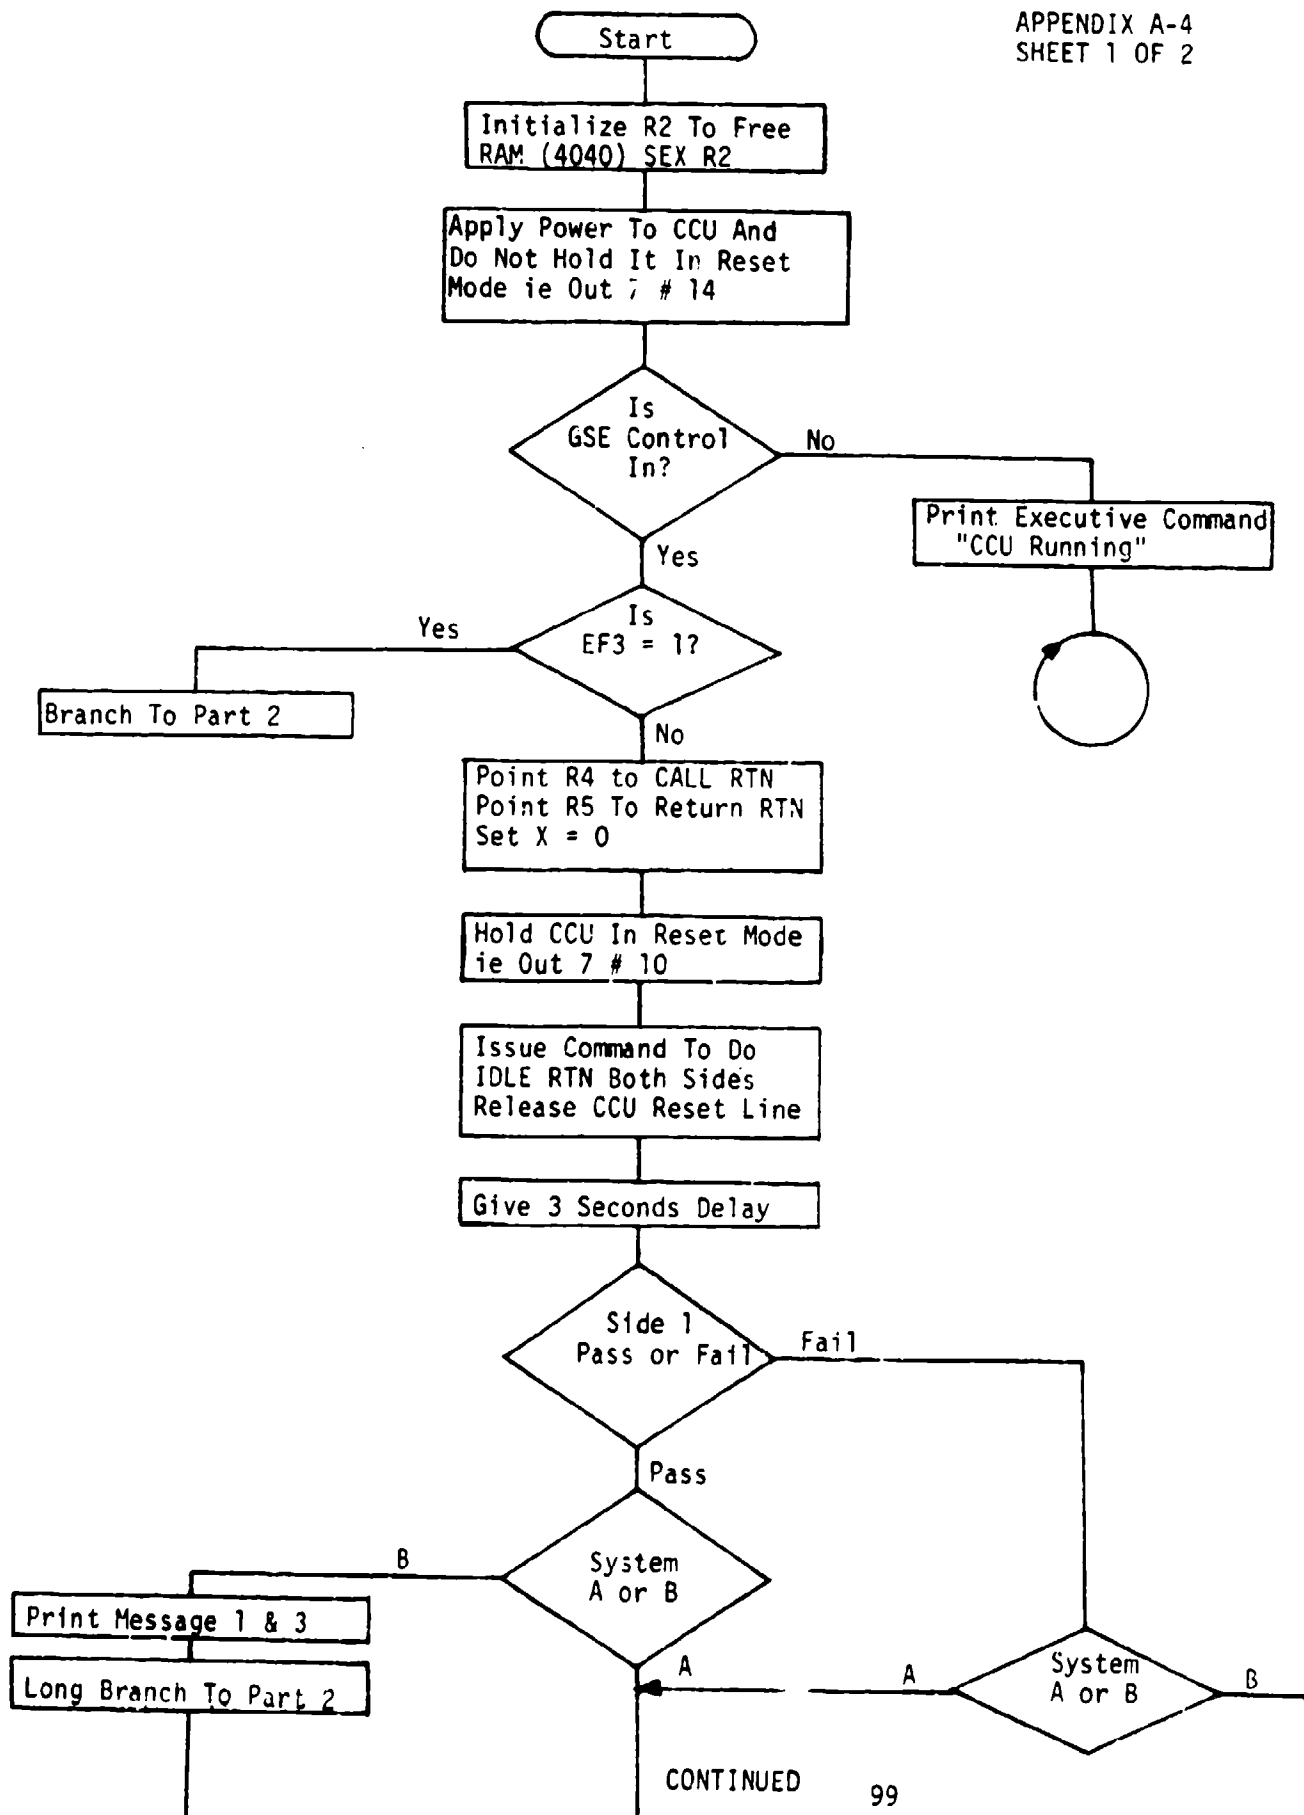 APPENDIX A-4
SHEET 1 OF 2
Start
Initialize R2 To Free
RAM (4040) SEX R2
Apply Power To CCU And
Do Not Hold It In Reset
Mode ie Out 7 # 14
Is
GSE Control
In?
No
Print Executive Command
"CCU Running"
Yes
Is
EF3 = 1?
Yes
Branch To Part 2
No
Point R4 to CALL RTN
Point R5 To Return RTN
Set X = 0
Hold CCU In Reset Mode
ie Out 7 # 10
Issue Command To Do
IDLE RTN Both Sides
Release CCU Reset Line
Give 3 Seconds Delay
Side 1
Pass or Fail
Fail
Pass
System
A or B
B
Print Message 1 & 3
Long Branch To Part 2
A
A
System
A or B
B
CONTINUED
99